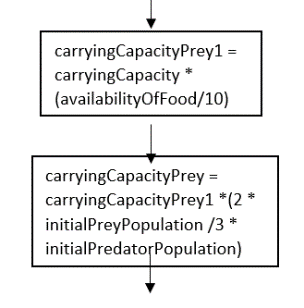 carryingCapacityPrey1 =
carryingCapacity *
(availabilityOfFood/10)
carryingCapacityPrey =
carryingCapacityPrey1 *(2 *
initialPreyPopulation /3 *
initialPredatorPopulation)